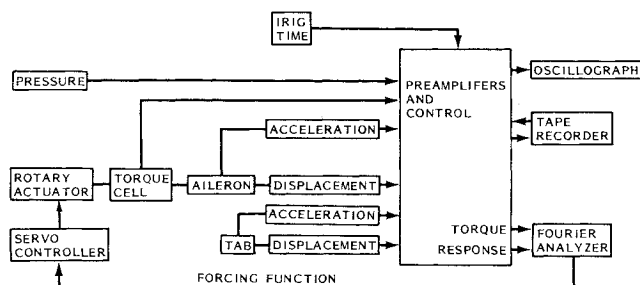 IRIG
TIME
PRESSURE
PREAMPLIFERS
AND
CONTROL
OSCILLOGRAPH
TAPE
RECORDER
ACCELERATION
ROTARY
ACTUATOR
TORQUE
CELL
AILERON
DISPLACEMENT
ACCELERATION
SERVO
CONTROLLER
TAB
DISPLACEMENT
TORQUE
RESPONSE
FOURIER
ANALYZER
FORCING FUNCTION